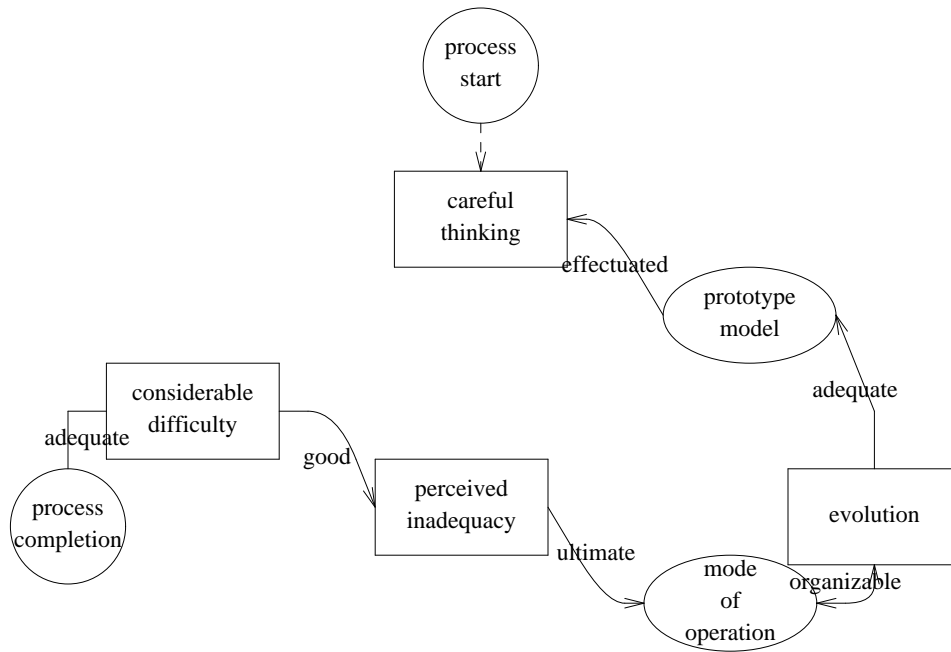 process
start
careful
thinking
effectuated
prototype
model
adequate
considerable
difficulty
adequate
good
process
completion
perceived
inadequacy
evolution
ultimate
organizable
mode
of
operation